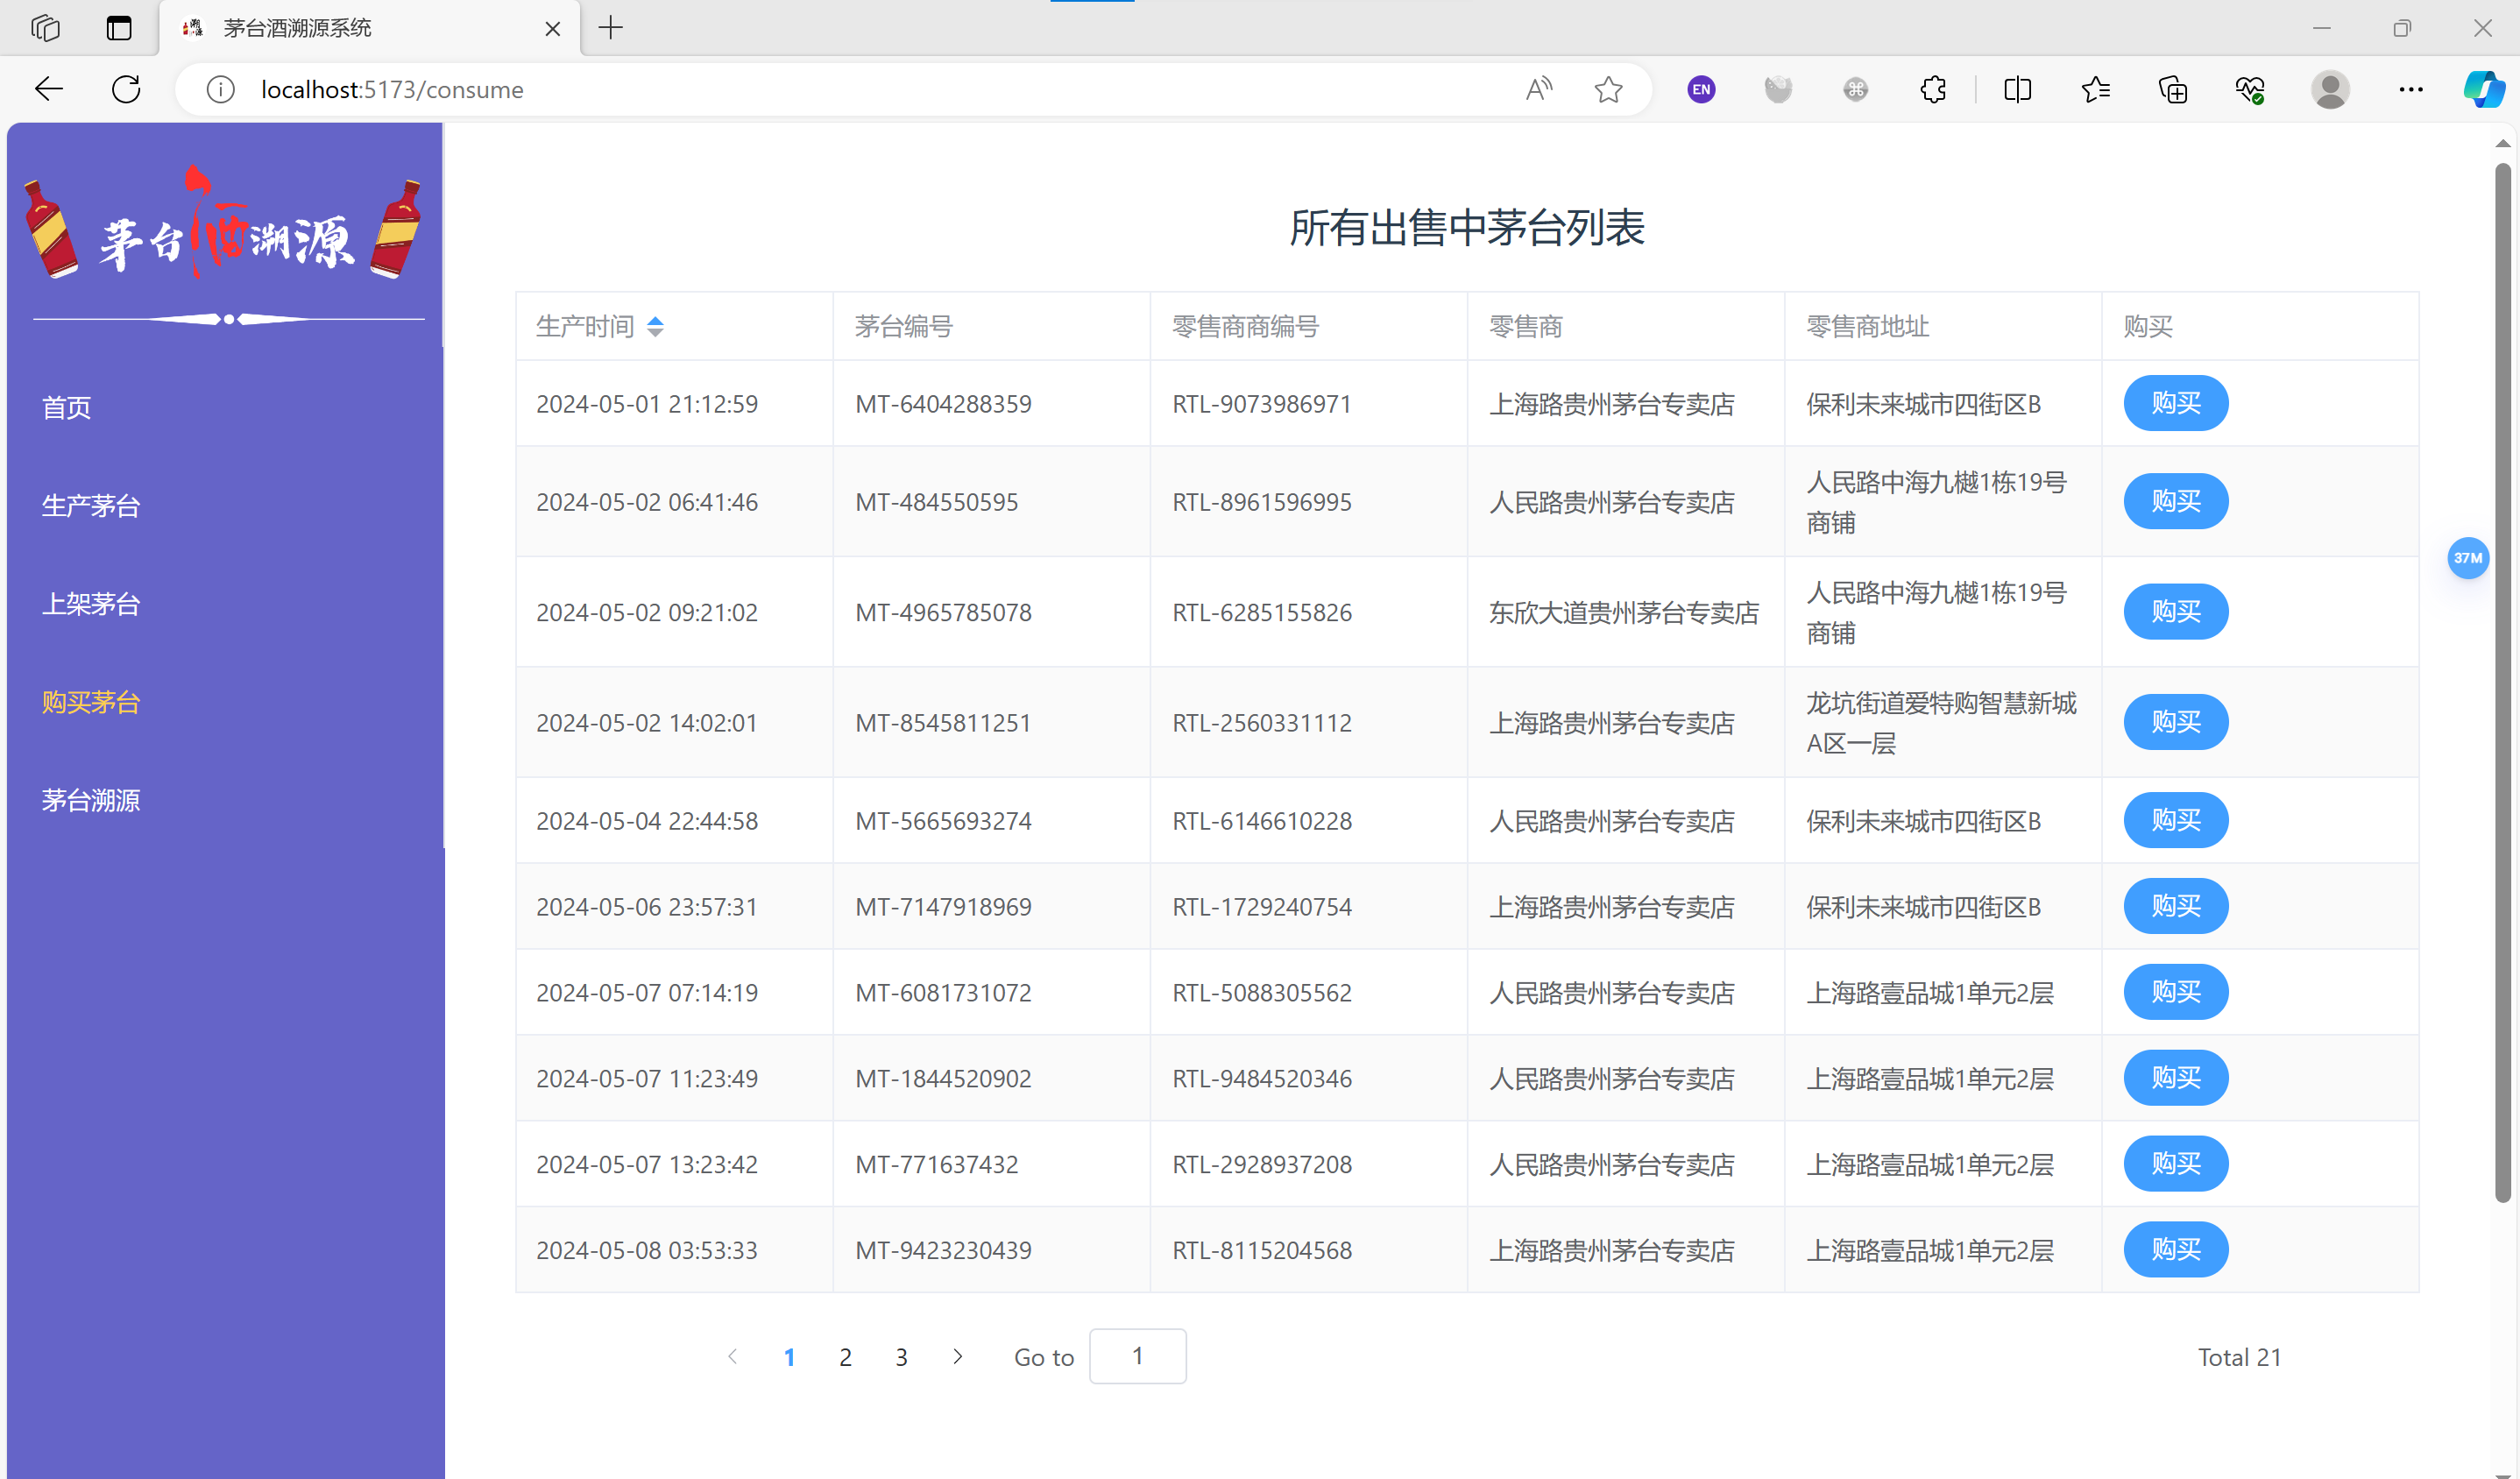 茅台酒溯源系统
localhost:5173/consume
EN
茅台酒溯源
首页
生产茅台
上架茅台
购买茅台
茅台溯源
所有出售中茅台列表
生产时间 茅台编号 零售商商编号 零售商 零售商地址 购买
2024-05-01 21:12:59 MT-6404288359 RTL-9073986971 上海路贵州茅台专卖店 保利未来城市四街区B 购买
2024-05-02 06:41:46 MT-484550595 RTL-8961596995 人民路贵州茅台专卖店 人民路中海九樾1栋19号
商铺 购买
2024-05-02 09:21:02 MT-4965785078 RTL-6285155826 东欣大道贵州茅台专卖店 人民路中海九樾1栋19号
商铺 购买
2024-05-02 14:02:01 MT-8545811251 RTL-2560331112 上海路贵州茅台专卖店 龙坑街道爱特购智慧新城
A区一层 购买
2024-05-04 22:44:58 MT-5665693274 RTL-6146610228 人民路贵州茅台专卖店 保利未来城市四街区B 购买
2024-05-06 23:57:31 MT-7147918969 RTL-1729240754 上海路贵州茅台专卖店 保利未来城市四街区B 购买
2024-05-07 07:14:19 MT-6081731072 RTL-5088305562 人民路贵州茅台专卖店 上海路壹品城1单元2层 购买
2024-05-07 11:23:49 MT-1844520902 RTL-9484520346 人民路贵州茅台专卖店 上海路壹品城1单元2层 购买
2024-05-07 13:23:42 MT-771637432 RTL-2928937208 人民路贵州茅台专卖店 上海路壹品城1单元2层 购买
2024-05-08 03:53:33 MT-9423230439 RTL-8115204568 上海路贵州茅台专卖店 上海路壹品城1单元2层 购买
37M
1 2 3 Go to 1 Total 21